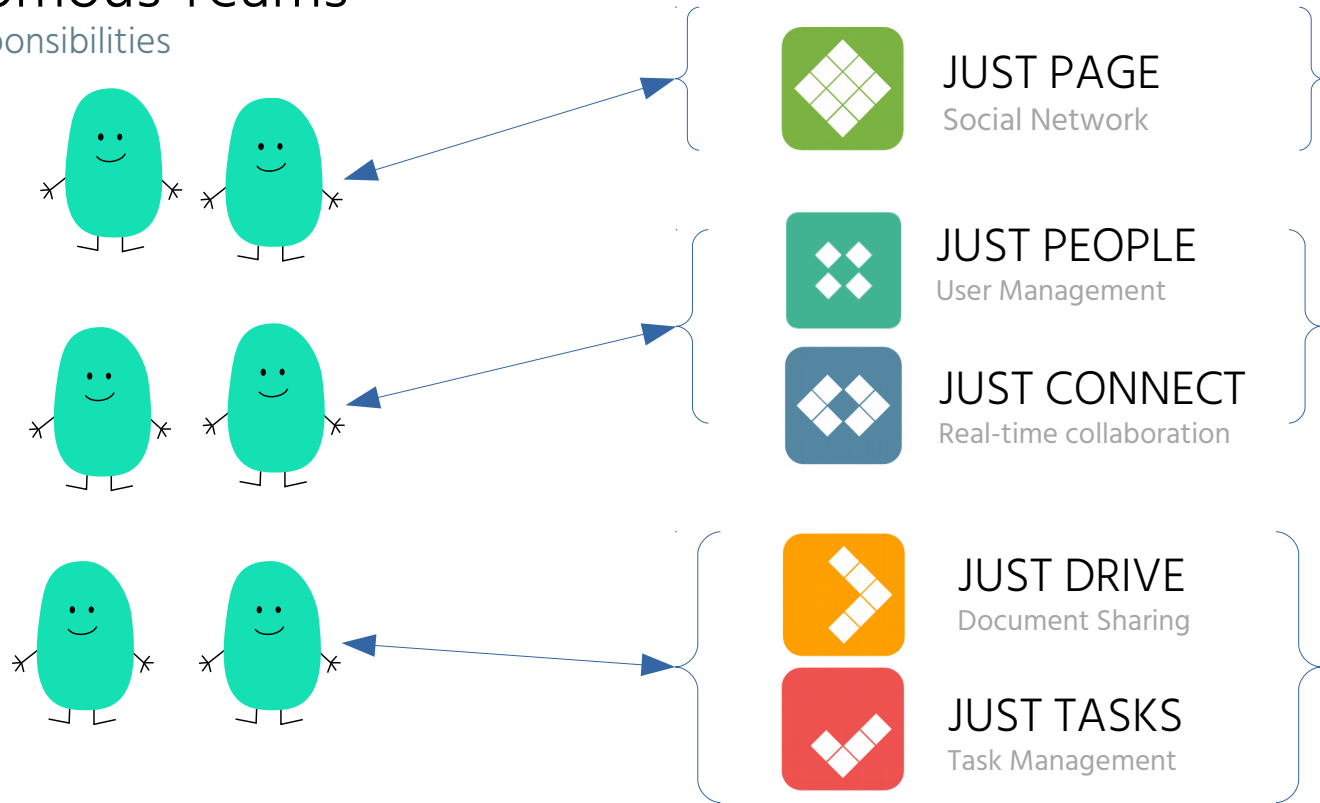 Teams
JUST PAGE
Social Network
JUST PEOPLE
User Management
JUST CONNECT
Real-time collaboration
JUST DRIVE
Document Sharing
JUST TASKS
Task Management